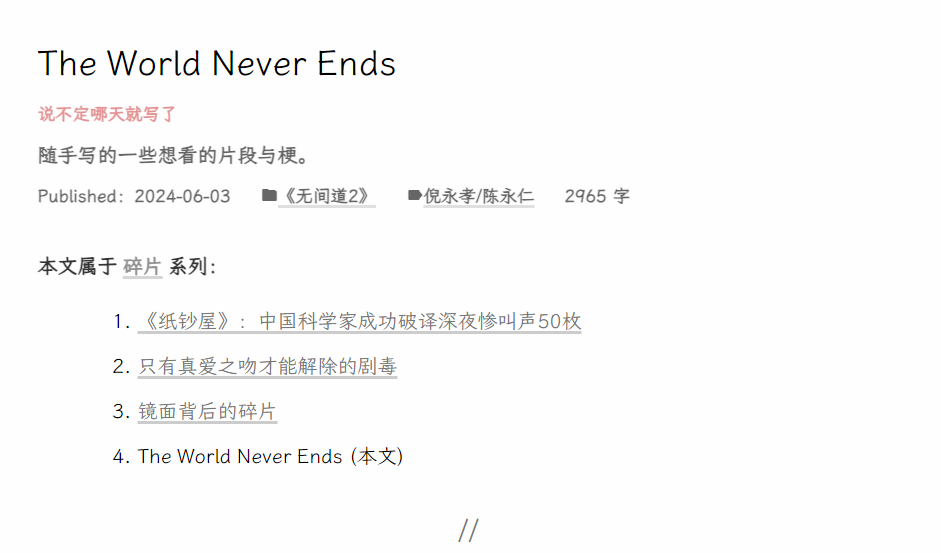 The World Never Ends
说不定哪天就写了
随手写的一些想看的片段与梗。
Published：2024-06-03 《无间道2》 倪永孝/陈永仁 2965 字
本文属于 碎片 系列：
1. 《纸钞屋》：中国科学家成功破译深夜惨叫声50枚
2. 只有真爱之吻才能解除的剧毒
3. 镜面背后的碎片
4. The World Never Ends (本文)
//